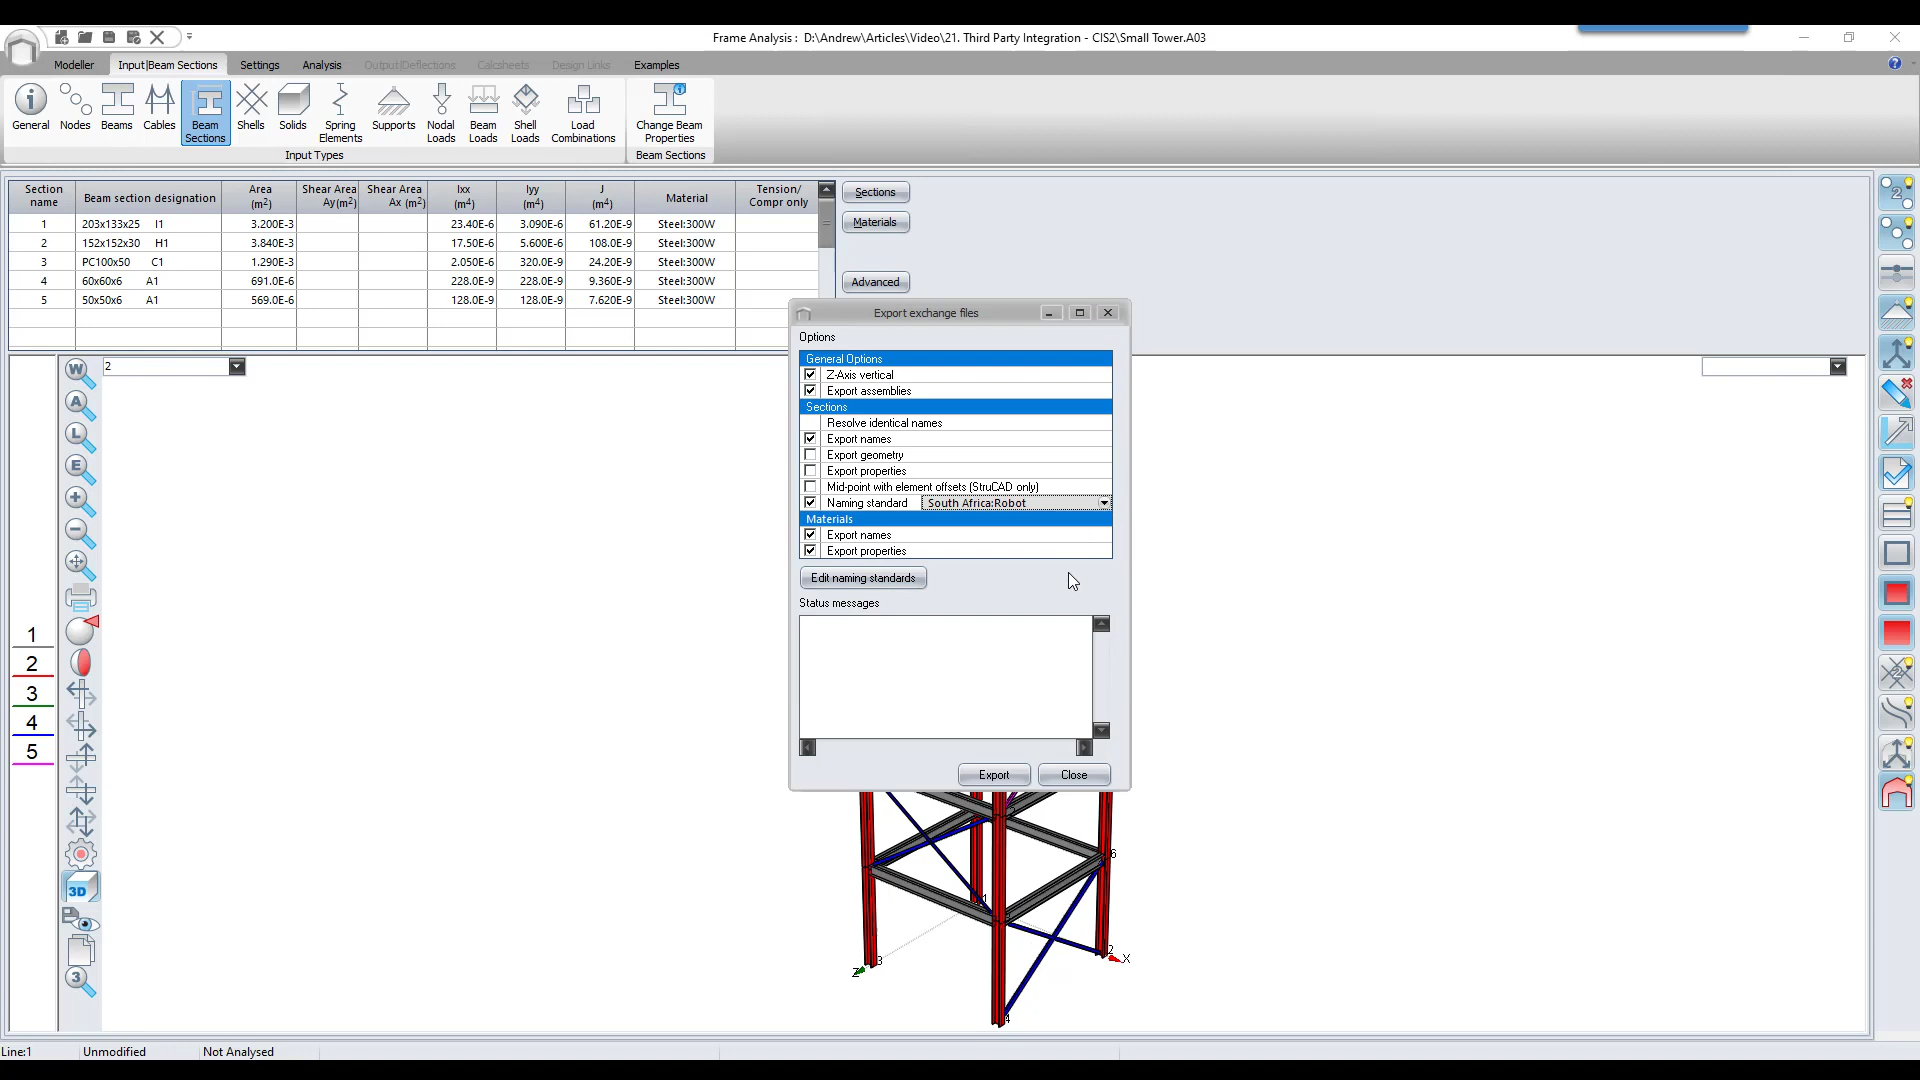 Frame Analysis : D:\Andrew\Articles\Video\21. Third Party Integration - CIS2\Small Tower.A03
Modeller Input|Beam Sections Settings Analysis Output|Deflections Calcsheets Design Links Examples
General Nodes Beams Cables Beam Sections Shells Solids Spring Elements Supports Nodal Loads Beam Loads Shell Loads Load Combinations Change Beam Properties
Input Types Beam Sections
Section name Beam section designation Area (m²) Shear Area Ay(m²) Shear Area Ax (m²) Ixx (m⁴) Iyy (m⁴) J (m⁴) Material Tension/ Compr only
1 203x133x25 I1 3.200E-3 23.40E-6 3.090E-6 61.20E-9 Steel:300W
2 152x152x30 H1 3.840E-3 17.50E-6 5.600E-6 108.0E-9 Steel:300W
3 PC100x50 C1 1.290E-3 2.050E-6 320.0E-9 24.20E-9 Steel:300W
4 60x60x6 A1 691.0E-6 228.0E-9 228.0E-9 9.360E-9 Steel:300W
5 50x50x6 A1 569.0E-6 128.0E-9 128.0E-9 7.620E-9 Steel:300W
Sections
Materials
Advanced
Export exchange files
Options
General Options
Z-Axis vertical
Export assemblies
Sections
Resolve identical names
Export names
Export geometry
Export properties
Mid-point with element offsets (StruCAD only)
Naming standard South Africa:Robot
Materials
Export names
Export properties
Edit naming standards
Status messages
Export Close
2
W
A
L
E
3D
3
1
2
3
4
5
6
2
X
Z
3
4
2
2
Line:1 Unmodified Not Analysed